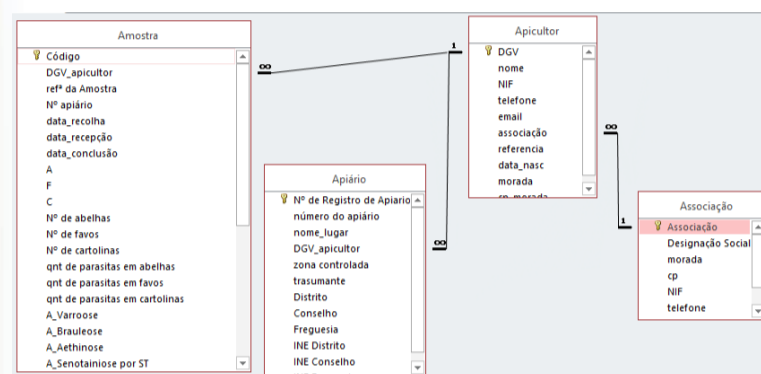 Amostra
Código
DGV_apicultor
refª da Amostra
Nº apiário
data_recolha
data_recepção
data_conclusão
A
F
C
Nº de abelhas
Nº de favos
Nº de cartolinas
qnt de parasitas em abelhas
qnt de parasitas em favos
qnt de parasitas em cartolinas
A_Varroose
A_Brauleose
A_Aethinose
A_Senotainiose por ST
∞
1
Apiário
Nº de Registro de Apiario
número do apiário
nome_lugar
DGV_apicultor
zona controlada
trasumante
Distrito
Conselho
Freguesia
INE Distrito
INE Conselho
∞
Apicultor
DGV
nome
NIF
telefone
email
associação
referencia
data_nasc
morada
cp_morada
∞
1
Associação
Associação
Designação Social
morada
cp
NIF
telefone